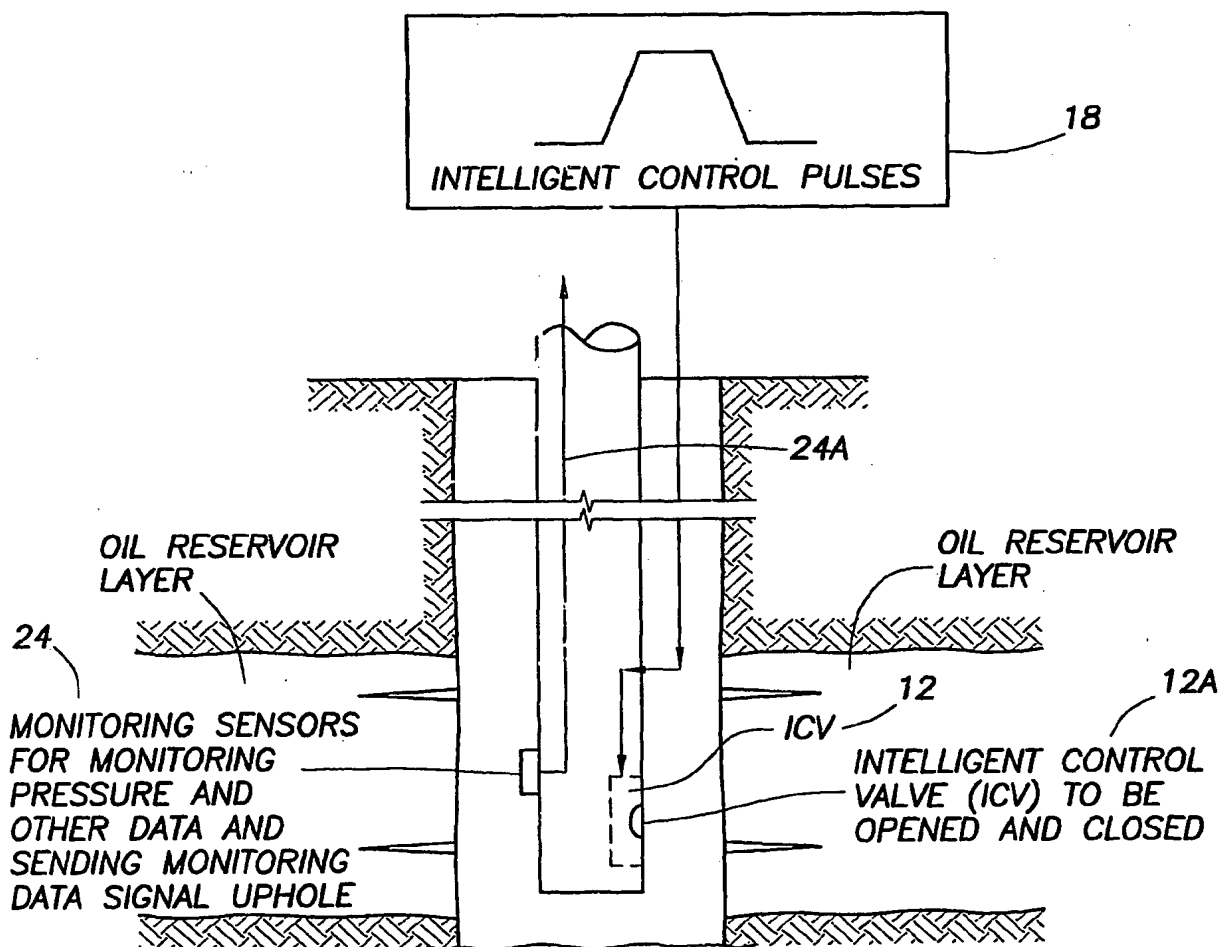 INTELLIGENT CONTROL PULSES
18
24A
OIL RESERVOIR
LAYER
OIL RESERVOIR
LAYER
24
MONITORING SENSORS
FOR MONITORING
PRESSURE AND
OTHER DATA AND
SENDING MONITORING
DATA SIGNAL UPHOLE
ICV
12
12A
INTELLIGENT CONTROL
VALVE (ICV) TO BE
OPENED AND CLOSED